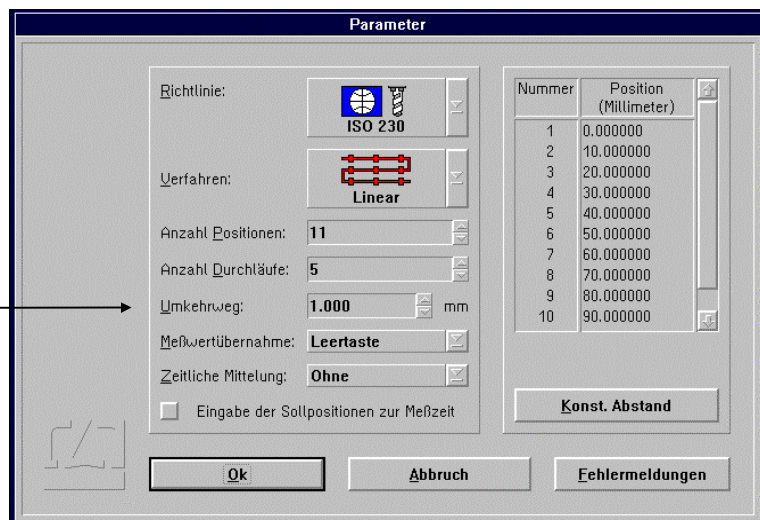 Parameter
Richtlinie:
ISO 230
Verfahren:
Linear
Anzahl Positionen: 11
Anzahl Durchläufe: 5
Umkehrweg: 1.000 mm
Meßwertübernahme: Leertaste
Zeitliche Mittelung: Ohne
Eingabe der Sollpositionen zur Meßzeit
Nummer Position
(Millimeter)
1 0.000000
2 10.000000
3 20.000000
4 30.000000
5 40.000000
6 50.000000
7 60.000000
8 70.000000
9 80.000000
10 90.000000
Konst. Abstand
Ok Abbruch Fehlermeldungen